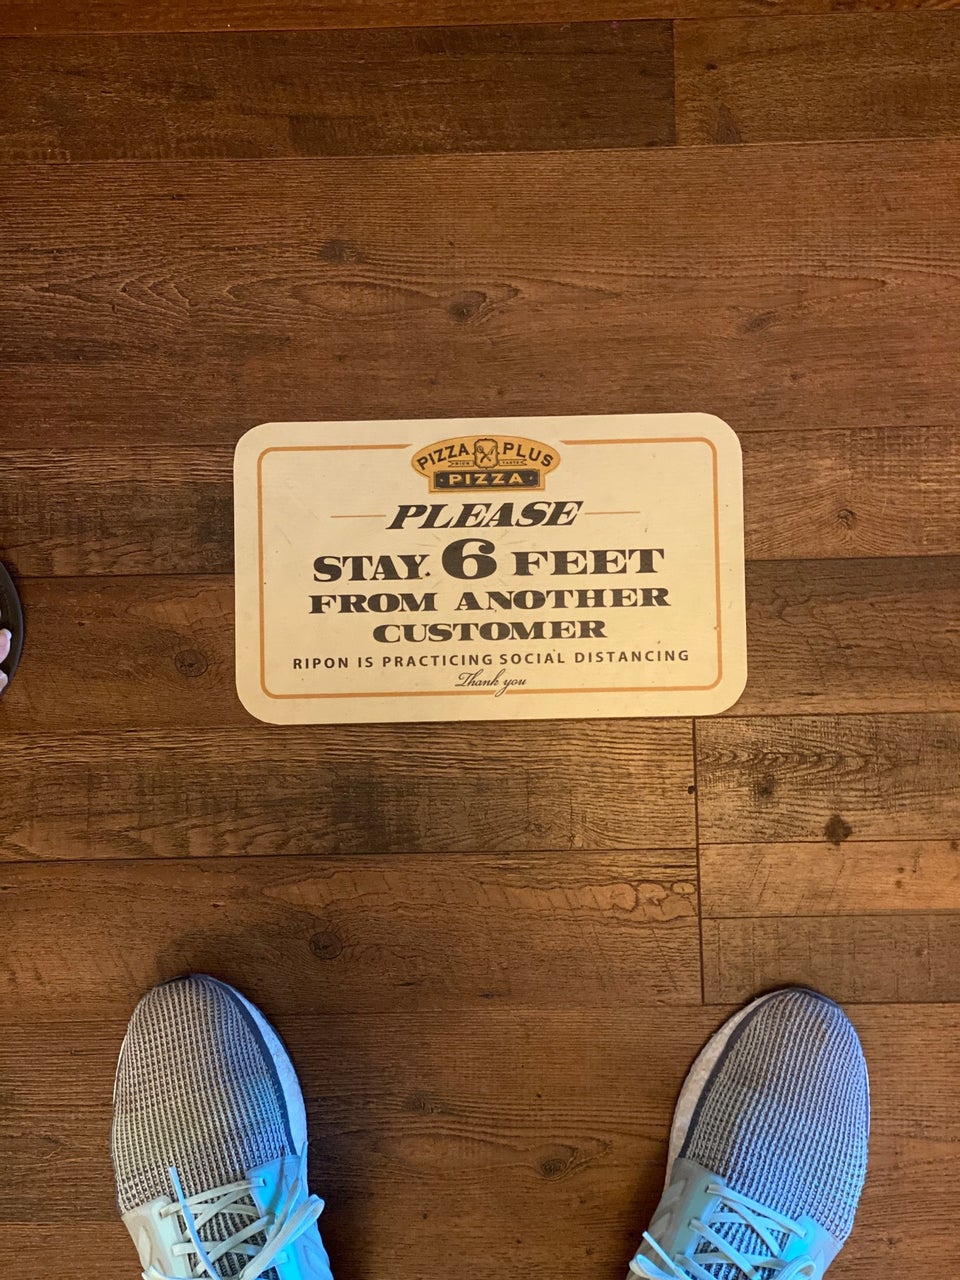 PIZZA PLUS
RICH TASTE
PIZZA
PLEASE
STAY 6 FEET
FROM ANOTHER
CUSTOMER
RIPON IS PRACTICING SOCIAL DISTANCING
Thank you